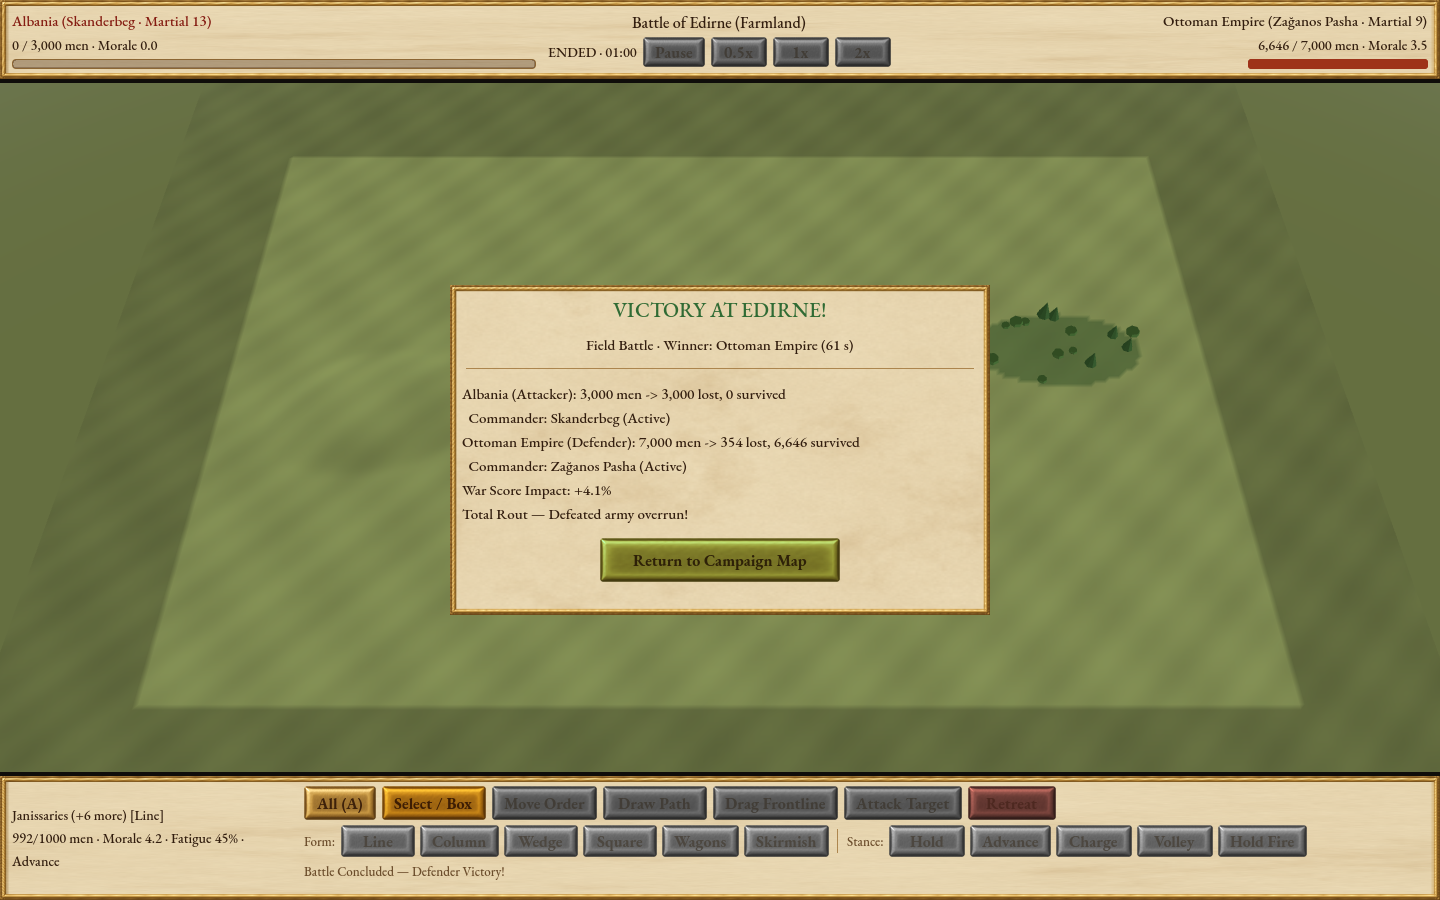 Albania (Skanderbeg · Martial 13)
0 / 3,000 men · Morale 0.0
Battle of Edirne (Farmland)
ENDED · 01:00
Pause
0.5x
1x
2x
Ottoman Empire (Zağanos Pasha · Martial 9)
6,646 / 7,000 men · Morale 3.5
VICTORY AT EDIRNE!
Field Battle · Winner: Ottoman Empire (61 s)
Albania (Attacker): 3,000 men -> 3,000 lost, 0 survived
Commander: Skanderbeg (Active)
Ottoman Empire (Defender): 7,000 men -> 354 lost, 6,646 survived
Commander: Zağanos Pasha (Active)
War Score Impact: +4.1%
Total Rout — Defeated army overrun!
Return to Campaign Map
Janissaries (+6 more) [Line]
992/1000 men · Morale 4.2 · Fatigue 45% ·
Advance
All (A)
Select / Box
Move Order
Draw Path
Drag Frontline
Attack Target
Retreat
Form:
Line
Column
Wedge
Square
Wagons
Skirmish
Stance:
Hold
Advance
Charge
Volley
Hold Fire
Battle Concluded — Defender Victory!